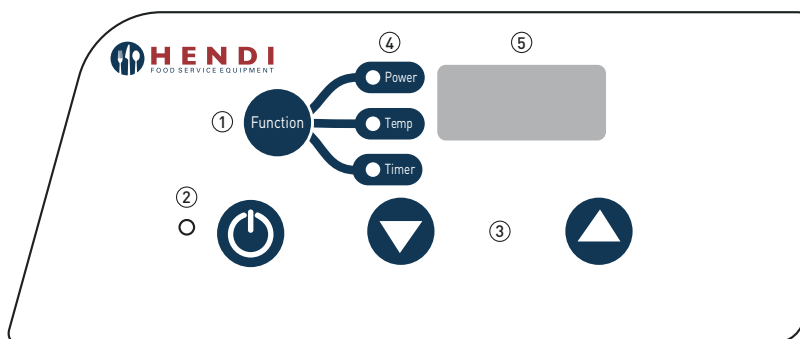 ④ ⑤
HENDI
FOOD SERVICE EQUIPMENT
Power
① Function Temp
Timer
②
③